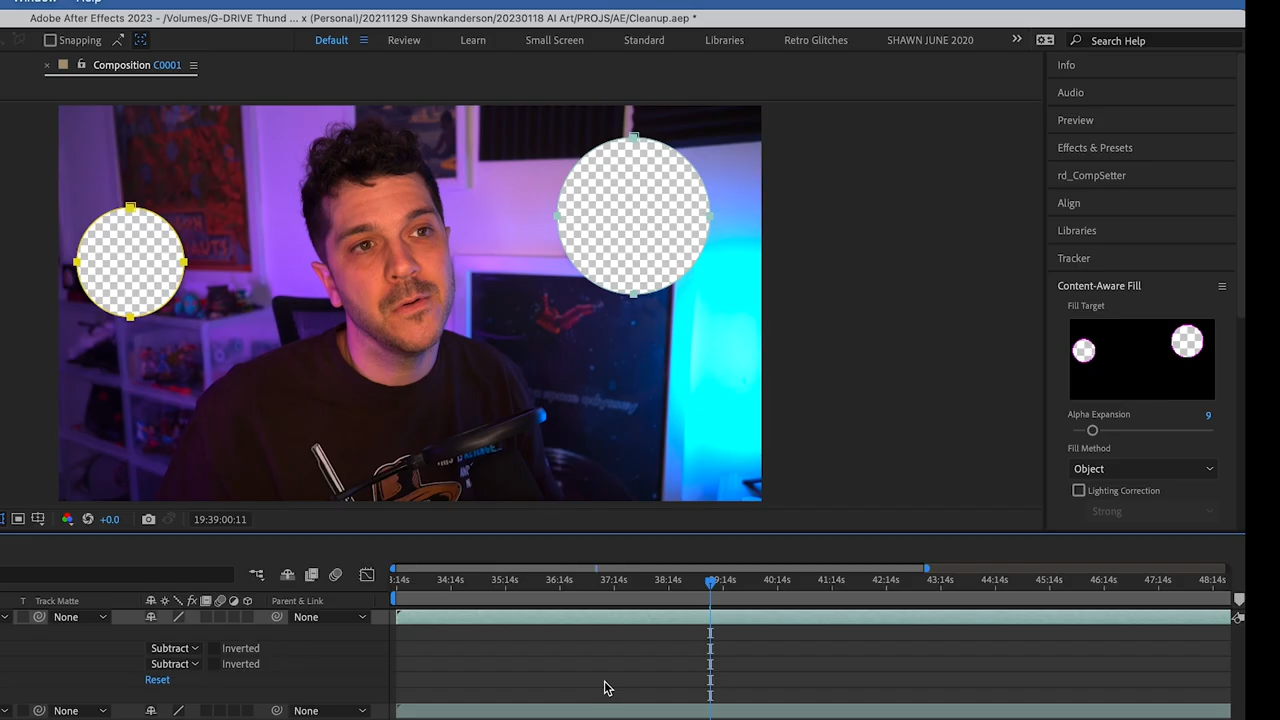 Window Help
Adobe After Effects 2023 - /Volumes/G-DRIVE Thund ... x (Personal)/20211129 Shawnkanderson/20230118 AI Art/PROJS/AE/Cleanup.aep *
Snapping Default Review Learn Small Screen Standard Libraries Retro Glitches SHAWN JUNE 2020 Search Help
Composition C0001
Info
Audio
Preview
Effects & Presets
rd_CompSetter
Align
Libraries
Tracker
Content-Aware Fill
Fill Target
Alpha Expansion 9
Fill Method
Object
Lighting Correction
Strong
+0.0 19:39:00:11
34:14s 35:14s 36:14s 37:14s 38:14s 39:14s 40:14s 41:14s 42:14s 43:14s 44:14s 45:14s 46:14s 47:14s 48:14s
T Track Matte Parent & Link
None None
Subtract Inverted
Subtract Inverted
Reset
None None